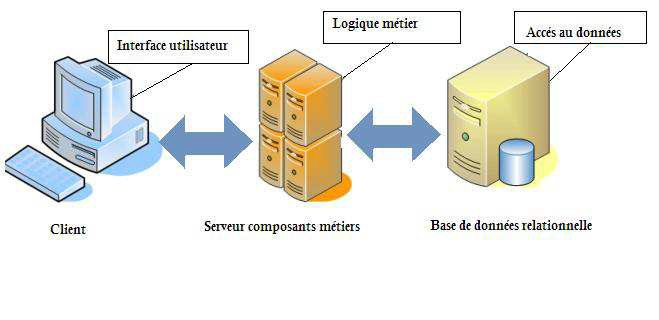 Logique métier
Interface utilisateur
Accés au données
Client
Serveur composants métiers
Base de données relationnelle